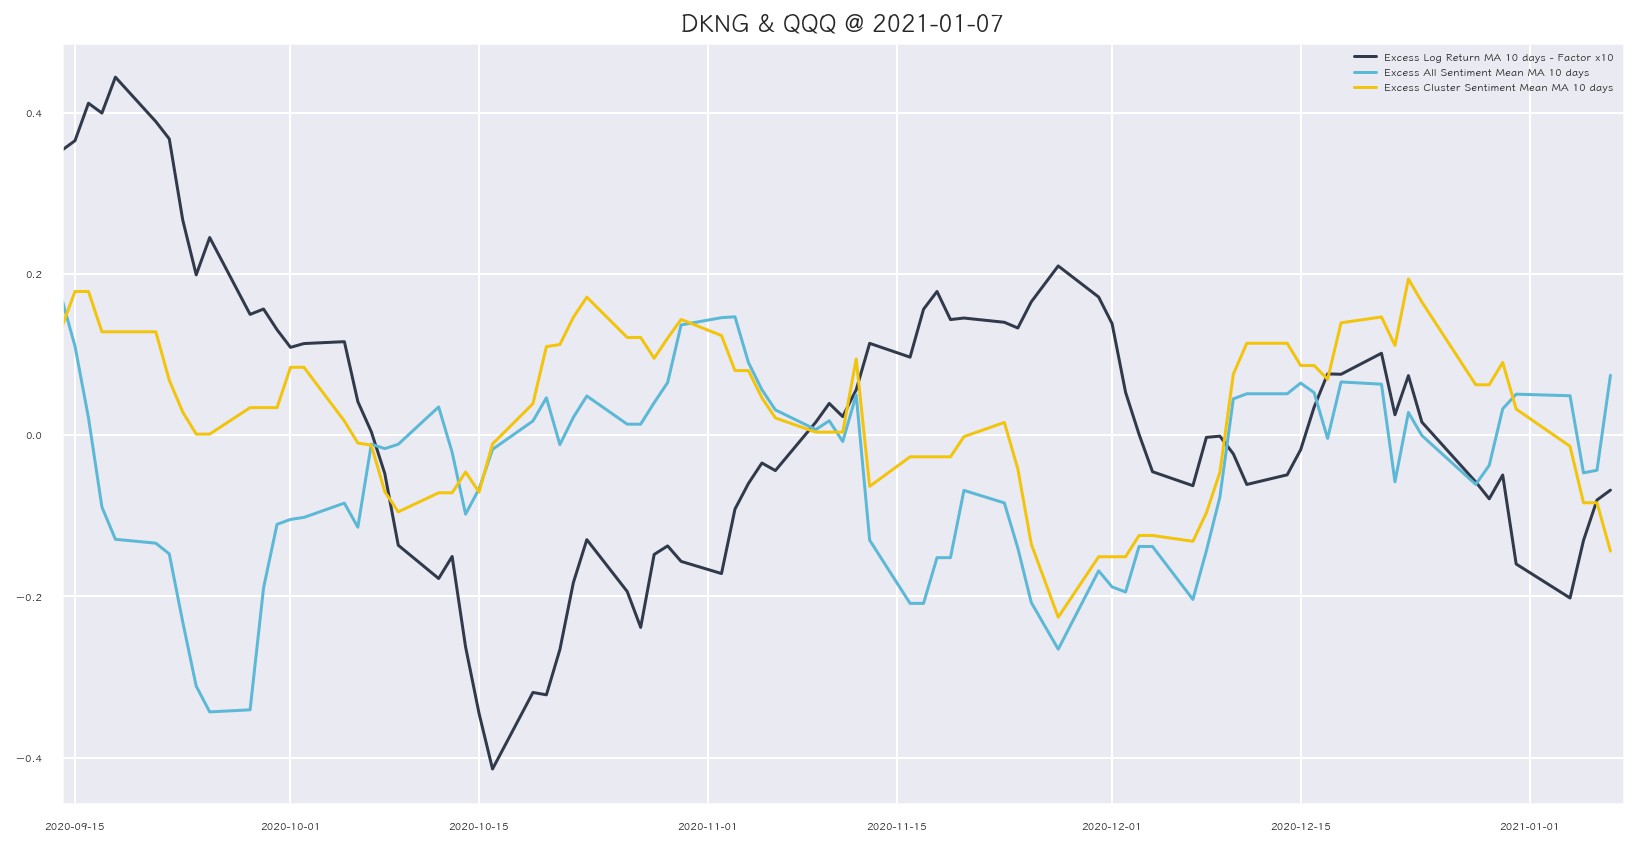 DKNG & QQQ @ 2021-01-07
Excess Log Return MA 10 days - Factor x10
Excess All Sentiment Mean MA 10 days
Excess Cluster Sentiment Mean MA 10 days
0.4
0.2
0.0
−0.2
−0.4
2020-09-15 2020-10-01 2020-10-15 2020-11-01 2020-11-15 2020-12-01 2020-12-15 2021-01-01